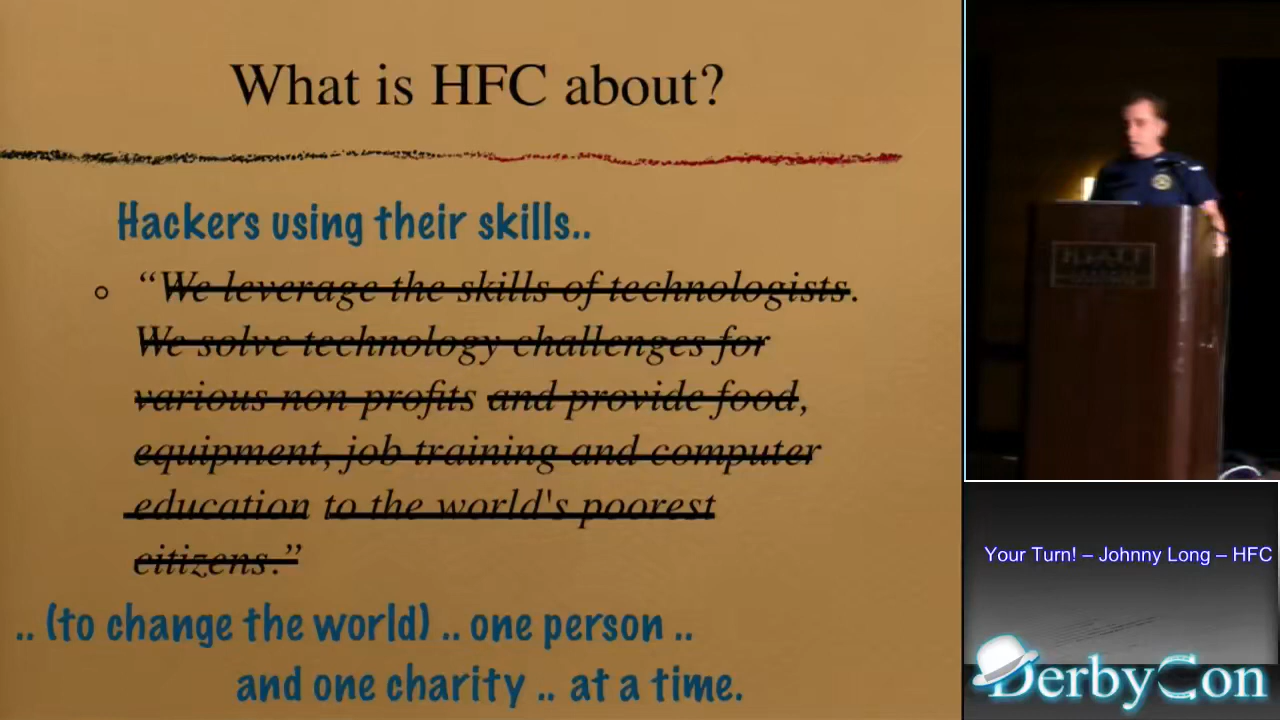 What is HFC about?
Hackers using their skills..
“We leverage the skills of technologists.
We solve technology challenges for
various non profits and provide food,
equipment, job training and computer
education to the world's poorest
citizens.”
.. (to change the world) .. one person ..
and one charity .. at a time.
HYATT
Your Turn! – Johnny Long – HFC
DerbyCon